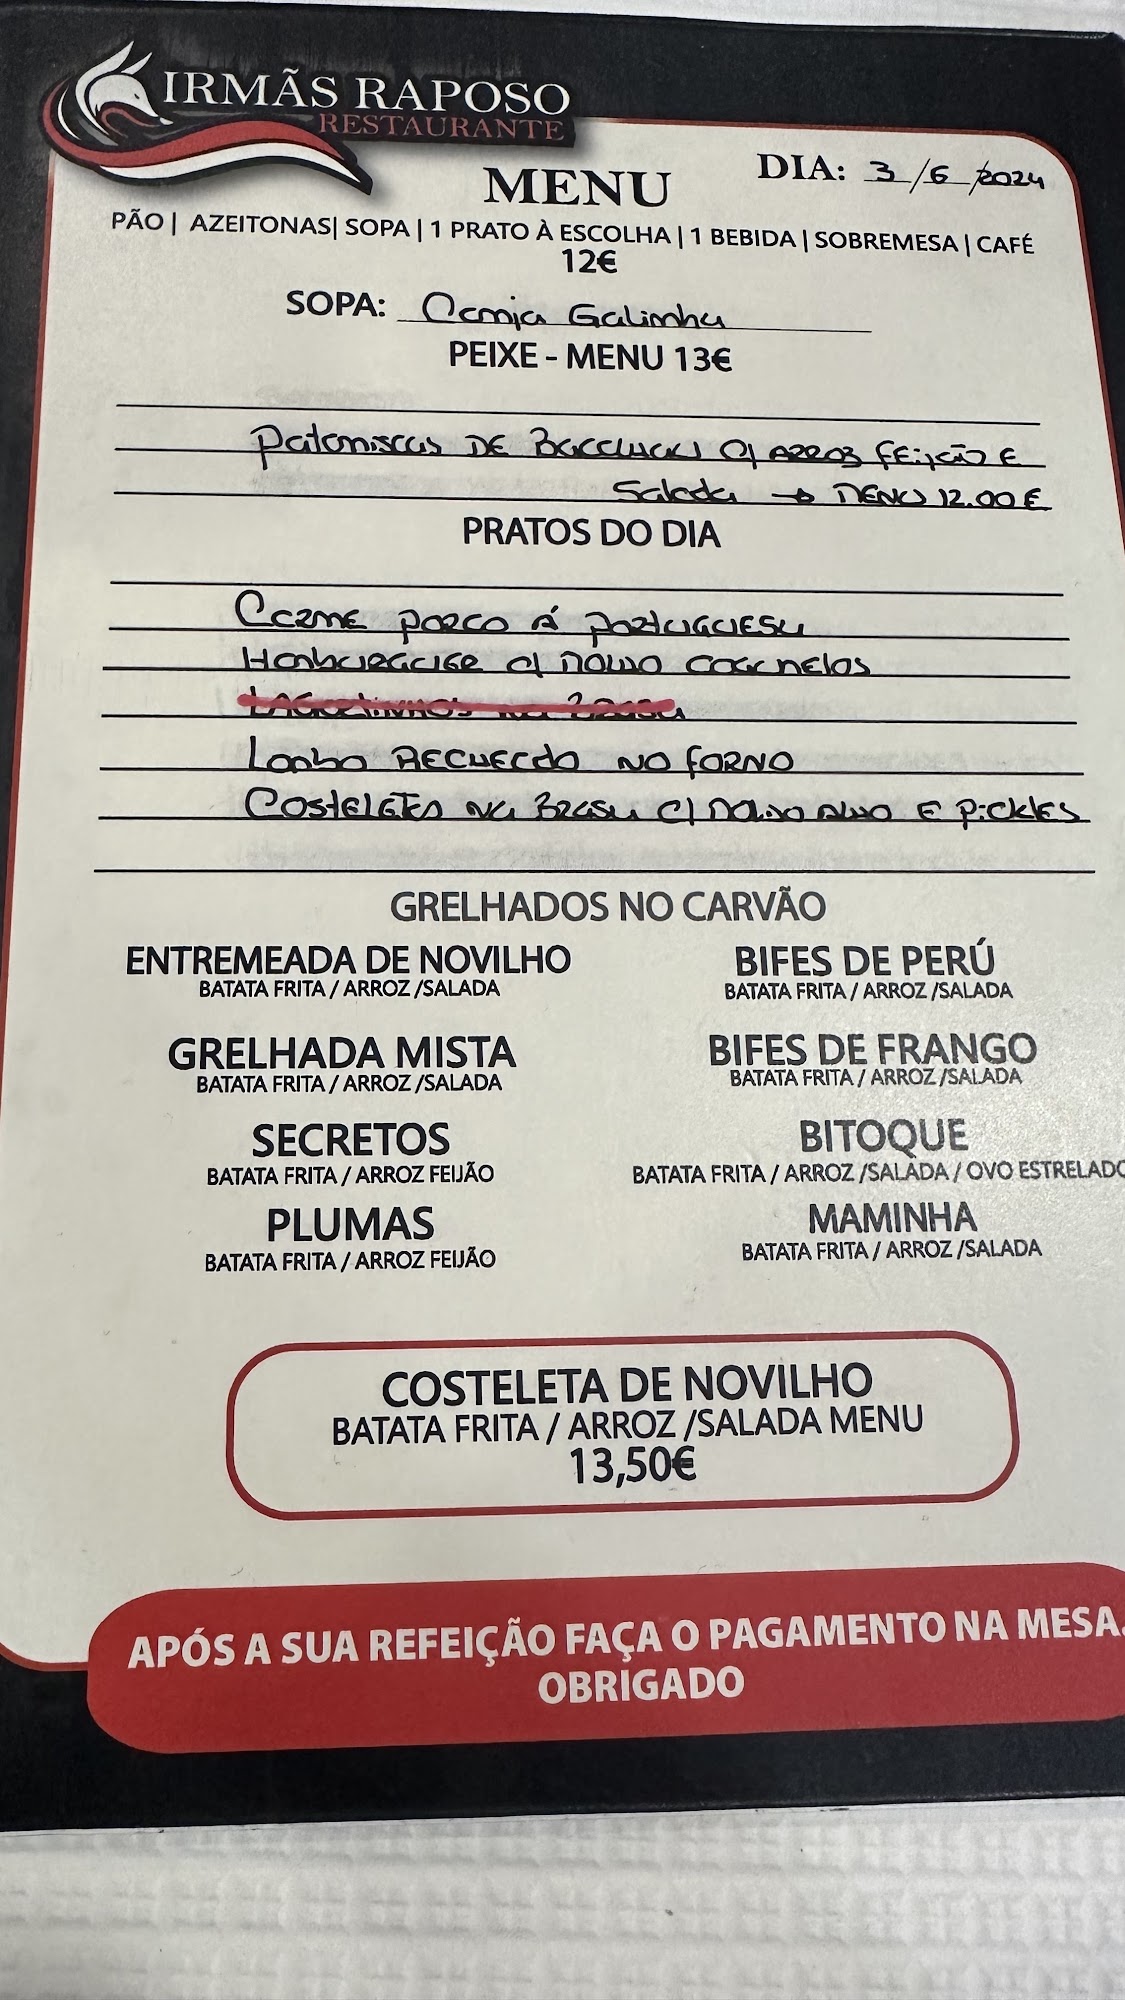 IRMÃS RAPOSO
RESTAURANTE
MENU
DIA: 3/6/2024
PÃO | AZEITONAS| SOPA | 1 PRATO À ESCOLHA | 1 BEBIDA | SOBREMESA | CAFÉ
12€
SOPA: Canja Galinha
PEIXE - MENU 13€
Pataniscas DE Bacalhau C/ ARROZ FEIJÃO E
Salada → MENU 12.00€
PRATOS DO DIA
Carne porco Á portuguesa
Hambúrguer c/ molho cogumelos
LAGARTINHOS na BRASA
Lombo RECHEADO NO FORNO
COSTELETA na BRASA C/ molho ALHO E PiCKLES
GRELHADOS NO CARVÃO
ENTREMEADA DE NOVILHO
BATATA FRITA / ARROZ /SALADA
BIFES DE PERÚ
BATATA FRITA / ARROZ /SALADA
GRELHADA MISTA
BATATA FRITA / ARROZ /SALADA
BIFES DE FRANGO
BATATA FRITA / ARROZ /SALADA
SECRETOS
BATATA FRITA / ARROZ FEIJÃO
BITOQUE
BATATA FRITA / ARROZ /SALADA / OVO ESTRELADO
PLUMAS
BATATA FRITA / ARROZ FEIJÃO
MAMINHA
BATATA FRITA / ARROZ /SALADA
COSTELETA DE NOVILHO
BATATA FRITA / ARROZ /SALADA MENU
13,50€
APÓS A SUA REFEIÇÃO FAÇA O PAGAMENTO NA MESA.
OBRIGADO